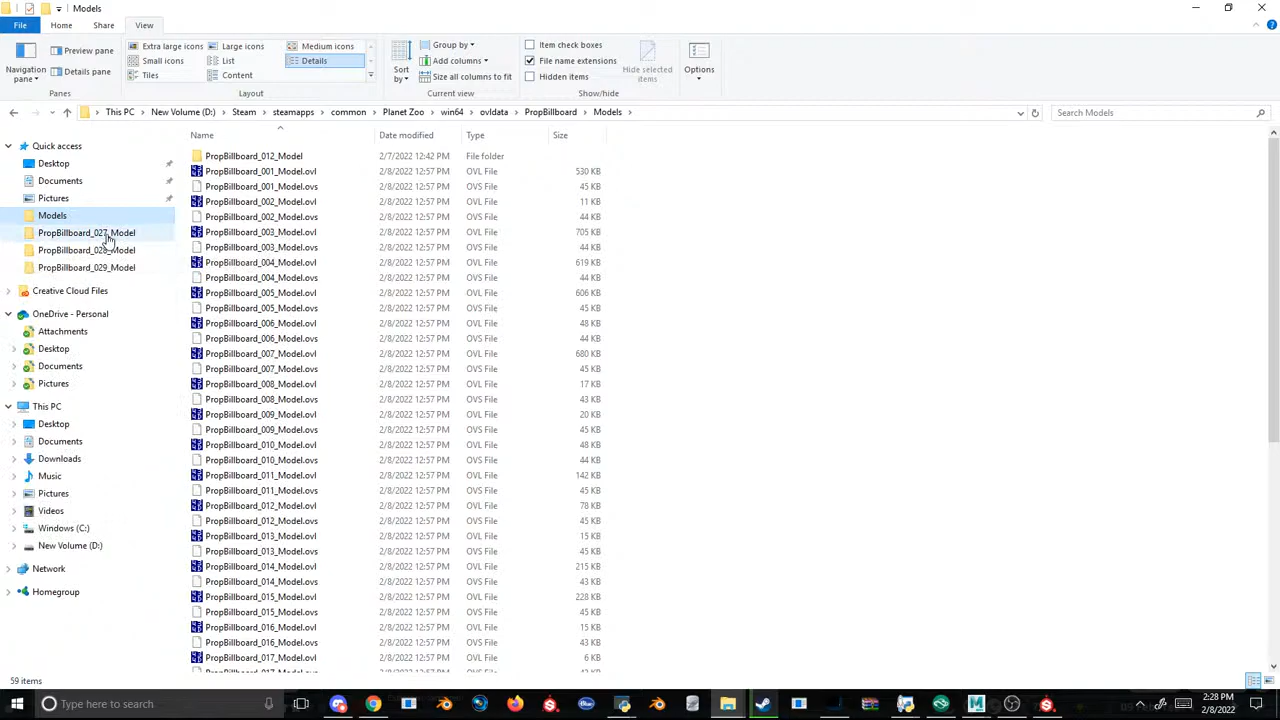 Models
File Home Share View
Navigation pane
Preview pane
Details pane
Panes
Extra large icons Large icons Medium icons
Small icons List Details
Tiles Content
Layout
Sort by
Group by
Add columns
Size all columns to fit
Current view
Item check boxes
File name extensions
Hidden items
Hide selected items
Show/hide
Options
This PC New Volume (D:) Steam steamapps common Planet Zoo win64 ovldata PropBillboard Models
Search Models
Name Date modified Type Size
Quick access
Desktop
Documents
Pictures
Models
PropBillboard_027_Model
PropBillboard_028_Model
PropBillboard_029_Model
Creative Cloud Files
OneDrive - Personal
Attachments
Desktop
Documents
Pictures
This PC
Desktop
Documents
Downloads
Music
Pictures
Videos
Windows (C:)
New Volume (D:)
Network
Homegroup
PropBillboard_012_Model 2/7/2022 12:42 PM File folder
PropBillboard_001_Model.ovl 2/8/2022 12:57 PM OVL File 530 KB
PropBillboard_001_Model.ovs 2/8/2022 12:57 PM OVS File 45 KB
PropBillboard_002_Model.ovl 2/8/2022 12:57 PM OVL File 11 KB
PropBillboard_002_Model.ovs 2/8/2022 12:57 PM OVS File 44 KB
PropBillboard_003_Model.ovl 2/8/2022 12:57 PM OVL File 705 KB
PropBillboard_003_Model.ovs 2/8/2022 12:57 PM OVS File 44 KB
PropBillboard_004_Model.ovl 2/8/2022 12:57 PM OVL File 619 KB
PropBillboard_004_Model.ovs 2/8/2022 12:57 PM OVS File 44 KB
PropBillboard_005_Model.ovl 2/8/2022 12:57 PM OVL File 606 KB
PropBillboard_005_Model.ovs 2/8/2022 12:57 PM OVS File 45 KB
PropBillboard_006_Model.ovl 2/8/2022 12:57 PM OVL File 48 KB
PropBillboard_006_Model.ovs 2/8/2022 12:57 PM OVS File 44 KB
PropBillboard_007_Model.ovl 2/8/2022 12:57 PM OVL File 680 KB
PropBillboard_007_Model.ovs 2/8/2022 12:57 PM OVS File 45 KB
PropBillboard_008_Model.ovl 2/8/2022 12:57 PM OVL File 17 KB
PropBillboard_008_Model.ovs 2/8/2022 12:57 PM OVS File 43 KB
PropBillboard_009_Model.ovl 2/8/2022 12:57 PM OVL File 20 KB
PropBillboard_009_Model.ovs 2/8/2022 12:57 PM OVS File 45 KB
PropBillboard_010_Model.ovl 2/8/2022 12:57 PM OVL File 48 KB
PropBillboard_010_Model.ovs 2/8/2022 12:57 PM OVS File 44 KB
PropBillboard_011_Model.ovl 2/8/2022 12:57 PM OVL File 142 KB
PropBillboard_011_Model.ovs 2/8/2022 12:57 PM OVS File 45 KB
PropBillboard_012_Model.ovl 2/8/2022 12:57 PM OVL File 78 KB
PropBillboard_012_Model.ovs 2/8/2022 12:57 PM OVS File 45 KB
PropBillboard_013_Model.ovl 2/8/2022 12:57 PM OVL File 15 KB
PropBillboard_013_Model.ovs 2/8/2022 12:57 PM OVS File 45 KB
PropBillboard_014_Model.ovl 2/8/2022 12:57 PM OVL File 215 KB
PropBillboard_014_Model.ovs 2/8/2022 12:57 PM OVS File 43 KB
PropBillboard_015_Model.ovl 2/8/2022 12:57 PM OVL File 228 KB
PropBillboard_015_Model.ovs 2/8/2022 12:57 PM OVS File 45 KB
PropBillboard_016_Model.ovl 2/8/2022 12:57 PM OVL File 15 KB
PropBillboard_016_Model.ovs 2/8/2022 12:57 PM OVS File 43 KB
PropBillboard_017_Model.ovl 2/8/2022 12:57 PM OVL File 6 KB
59 items
Type here to search
2:28 PM
2/8/2022